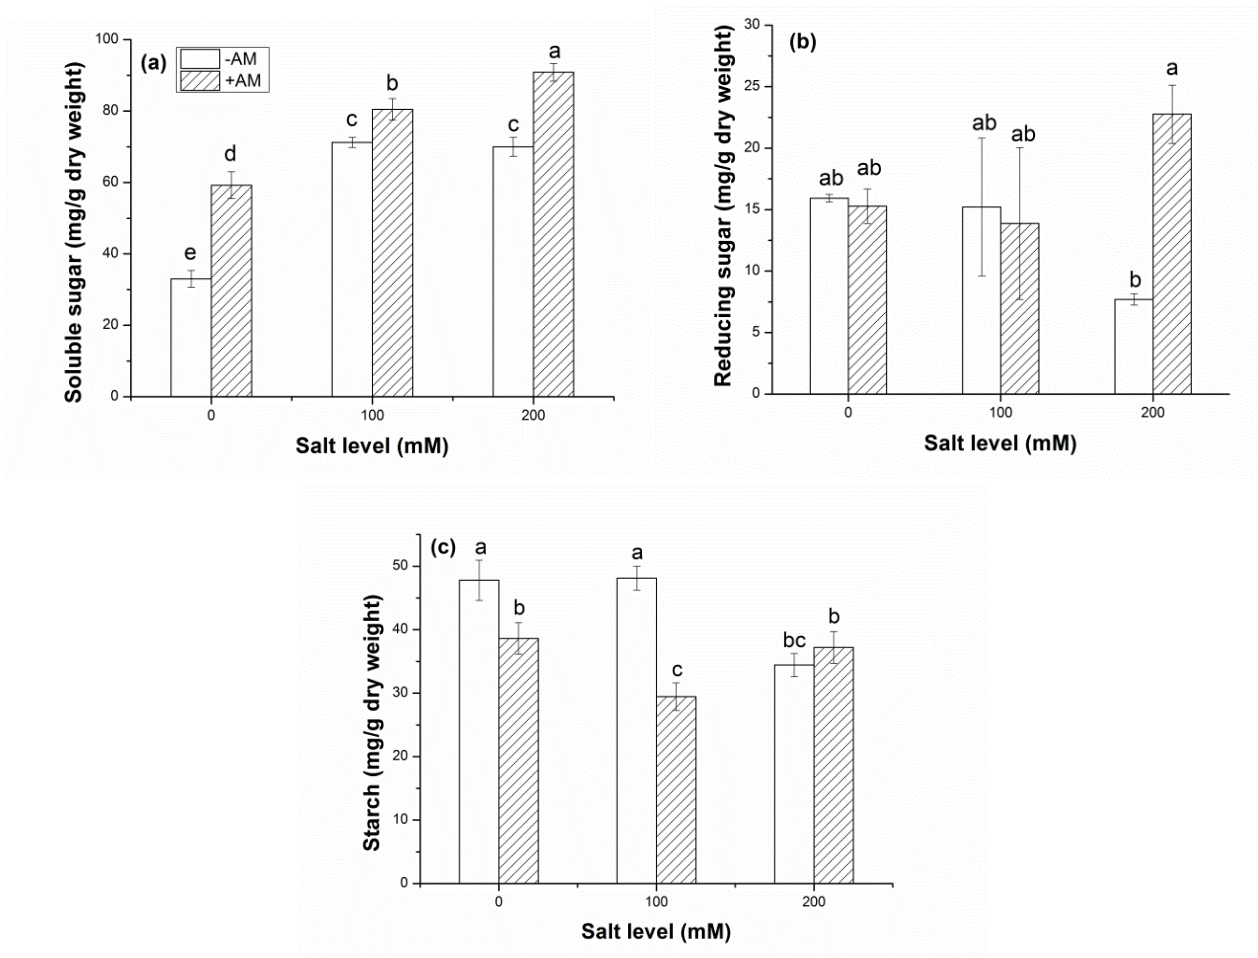 (a)
-AM
+AM
Soluble sugar (mg/g dry weight)
100
80
60
40
20
0
e
d
c
b
c
a
0
100
200
Salt level (mM)
(b)
Reducing sugar (mg/g dry weight)
30
25
20
15
10
5
0
ab
ab
ab
ab
b
a
0
100
200
Salt level (mM)
(c)
Starch (mg/g dry weight)
50
40
30
20
10
0
a
b
a
c
bc
b
0
100
200
Salt level (mM)